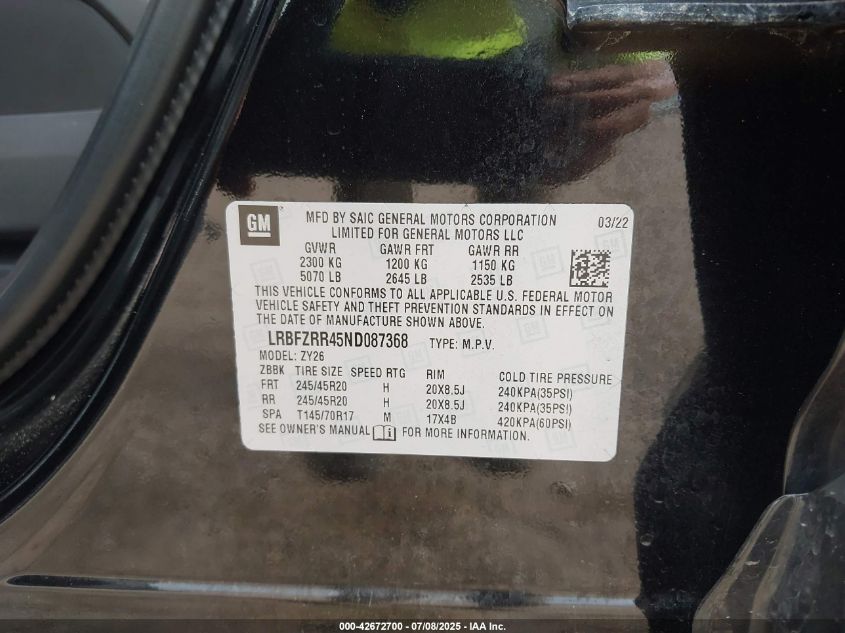 GM
MFD BY SAIC GENERAL MOTORS CORPORATION
LIMITED FOR GENERAL MOTORS LLC
03/22
GVWR GAWR FRT GAWR RR
2300 KG 1200 KG 1150 KG
5070 LB 2645 LB 2535 LB
THIS VEHICLE CONFORMS TO ALL APPLICABLE U.S. FEDERAL MOTOR
VEHICLE SAFETY AND THEFT PREVENTION STANDARDS IN EFFECT ON
THE DATE OF MANUFACTURE SHOWN ABOVE.
LRBFZRR45ND087368 TYPE: M.P.V.
MODEL: ZY26
ZBBK TIRE SIZE SPEED RTG RIM COLD TIRE PRESSURE
FRT 245/45R20 H 20X8.5J 240KPA(35PSI)
RR 245/45R20 H 20X8.5J 240KPA(35PSI)
SPA T145/70R17 M 17X4B 420KPA(60PSI)
SEE OWNER'S MANUAL FOR MORE INFORMATION.
000-42672700 - 07/08/2025 - IAA Inc.